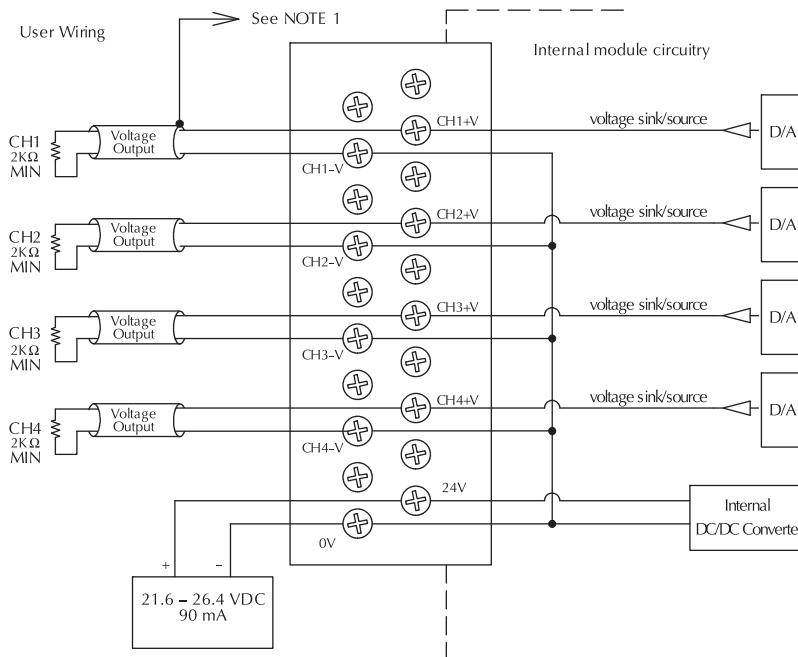 User Wiring
See NOTE 1
Internal module circuitry
CH1
2KΩ
MIN
Voltage
Output
CH1+V
CH1–V
voltage sink/source
D/A
CH2
2KΩ
MIN
Voltage
Output
CH2+V
CH2–V
voltage sink/source
D/A
CH3
2KΩ
MIN
Voltage
Output
CH3+V
CH3–V
voltage sink/source
D/A
CH4
2KΩ
MIN
Voltage
Output
CH4+V
CH4–V
voltage sink/source
D/A
24V
0V
Internal
DC/DC Converte
+ –
21.6 – 26.4 VDC
90 mA